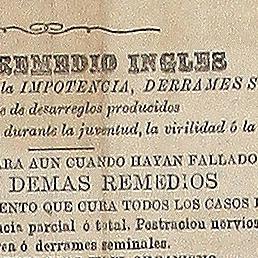 REMEDIO INGLES
la IMPOTENCIA, DERRAMES S
e de desarreglos producidos
durante la juventud, la virilidad ó la
ARA AUN CUANDO HAYAN FALLADO
DEMAS REMEDIOS
ENTO QUE CURA TODOS LOS CASOS D
cia parcial ó total. Postracion nervios
en ó derrames seminales.